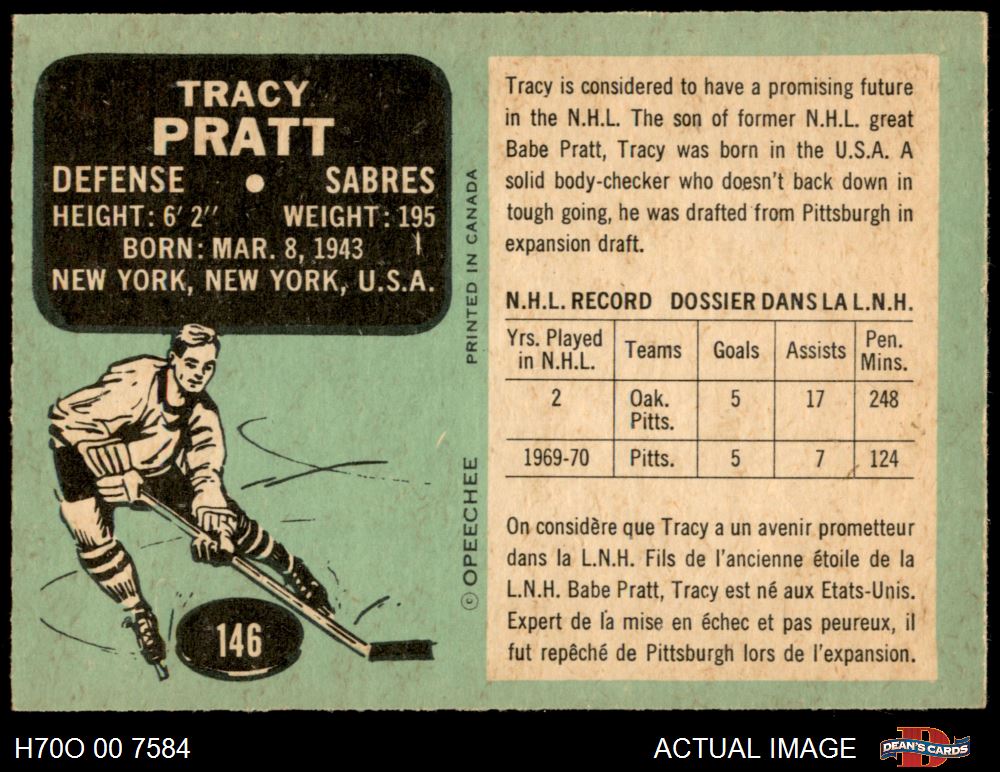 TRACY
PRATT
DEFENSE • SABRES
HEIGHT: 6' 2" WEIGHT: 195
BORN: MAR. 8, 1943
NEW YORK, NEW YORK, U.S.A.
146
© OPEECHEE PRINTED IN CANADA
Tracy is considered to have a promising future
in the N.H.L. The son of former N.H.L. great
Babe Pratt, Tracy was born in the U.S.A. A
solid body-checker who doesn't back down in
tough going, he was drafted from Pittsburgh in
expansion draft.
N.H.L. RECORD DOSSIER DANS LA L.N.H.
Yrs. Played in N.H.L. Teams Goals Assists Pen. Mins.
2 Oak. Pitts. 5 17 248
1969-70 Pitts. 5 7 124
On considère que Tracy a un avenir prometteur
dans la L.N.H. Fils de l'ancienne étoile de la
L.N.H. Babe Pratt, Tracy est né aux Etats-Unis.
Expert de la mise en échec et pas peureux, il
fut repêché de Pittsburgh lors de l'expansion.
H70O 00 7584 ACTUAL IMAGE DEAN'S CARDS